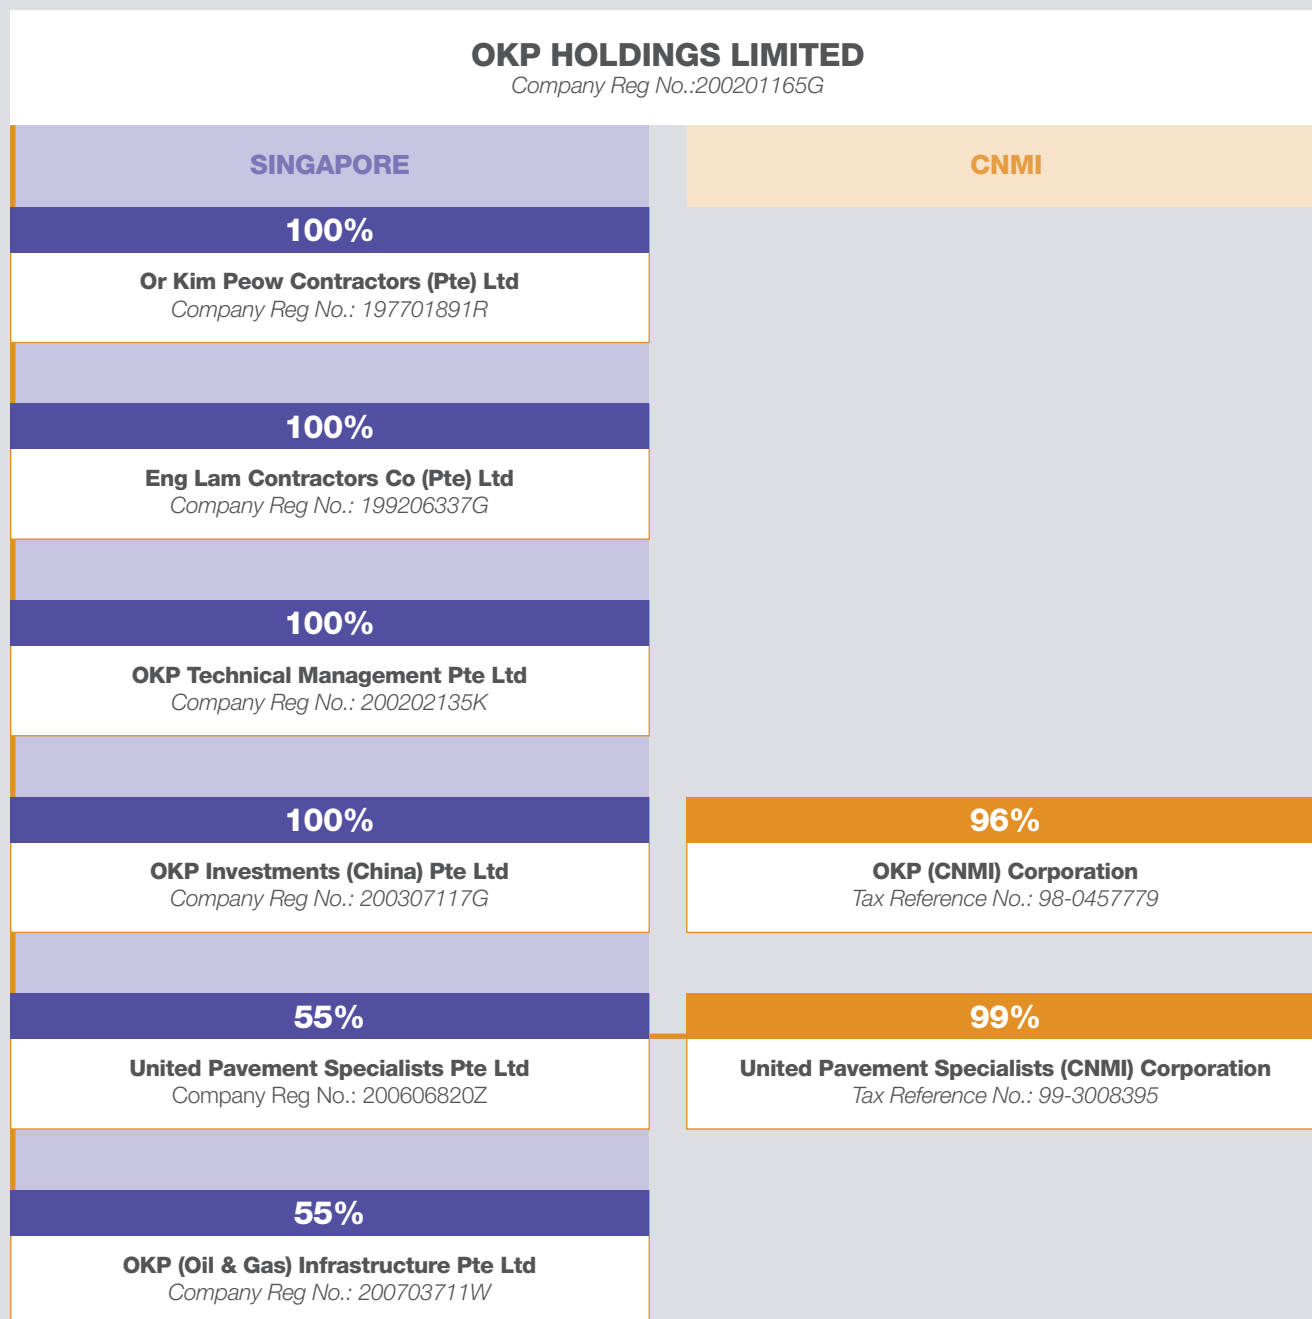 OKP HOLDINGS LIMITED
Company Reg No.:200201165G
SINGAPORE
CNMI
100%
Or Kim Peow Contractors (Pte) Ltd
Company Reg No.: 197701891R
100%
Eng Lam Contractors Co (Pte) Ltd
Company Reg No.: 199206337G
100%
OKP Technical Management Pte Ltd
Company Reg No.: 200202135K
100%
OKP Investments (China) Pte Ltd
Company Reg No.: 200307117G
96%
OKP (CNMI) Corporation
Tax Reference No.: 98-0457779
55%
United Pavement Specialists Pte Ltd
Company Reg No.: 200606820Z
99%
United Pavement Specialists (CNMI) Corporation
Tax Reference No.: 99-3008395
55%
OKP (Oil & Gas) Infrastructure Pte Ltd
Company Reg No.: 200703711W